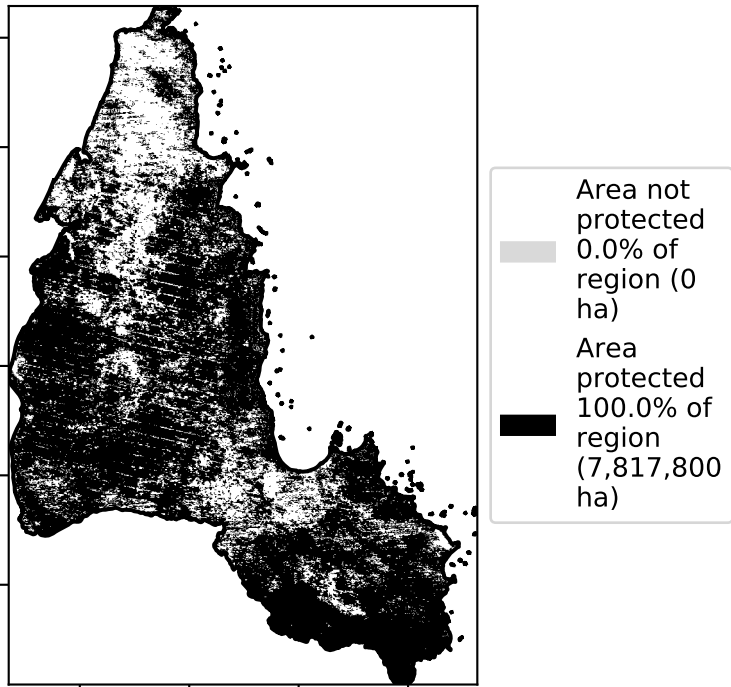 Area not
protected
0.0% of
region (0
ha)
Area
protected
100.0% of
region
(7,817,800
ha)